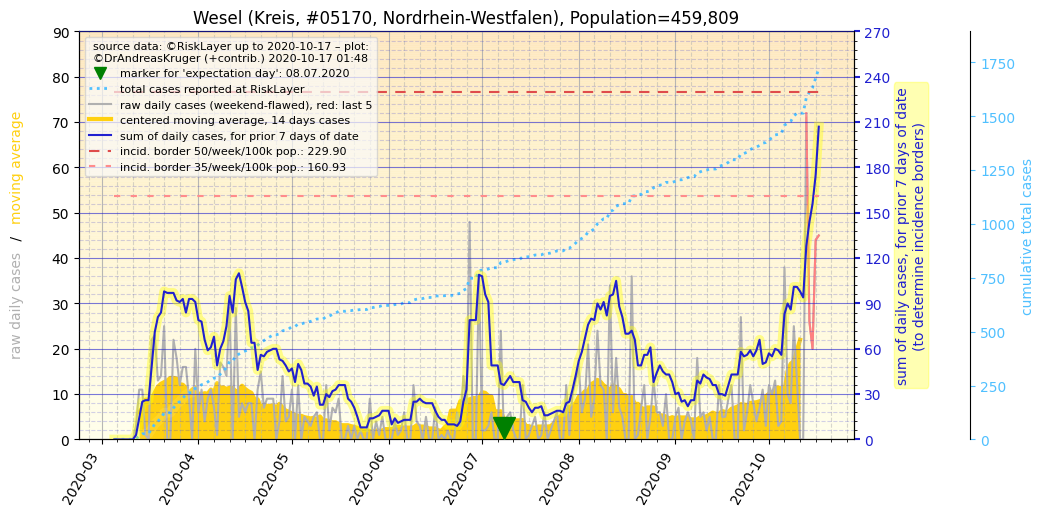 Wesel (Kreis, #05170, Nordrhein-Westfalen), Population=459,809
source data: ©RiskLayer up to 2020-10-17 – plot:
©DrAndreasKruger (+contrib.) 2020-10-17 01:48
marker for 'expectation day': 08.07.2020
total cases reported at RiskLayer
raw daily cases (weekend-flawed), red: last 5
centered moving average, 14 days cases
sum of daily cases, for prior 7 days of date
incid. border 50/week/100k pop.: 229.90
incid. border 35/week/100k pop.: 160.93
raw daily cases / moving average
90
80
70
60
50
40
30
20
10
0
2020-03
2020-04
2020-05
2020-06
2020-07
2020-08
2020-09
2020-10
270
240
210
180
150
120
90
60
30
0
sum of daily cases, for prior 7 days of date
(to determine incidence borders)
1750
1500
1250
1000
750
500
250
0
cumulative total cases